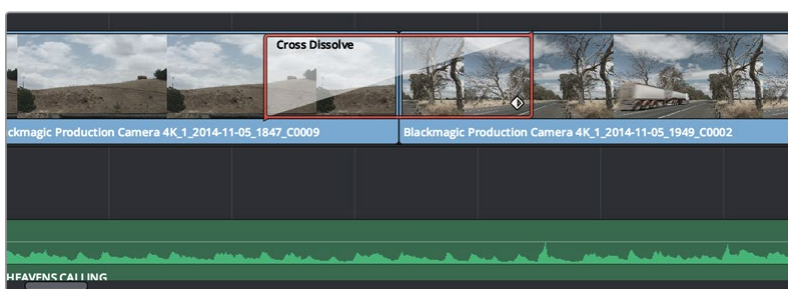 Cross Dissolve
ckmagic Production Camera 4K_1_2014-11-05_1847_C0009
Blackmagic Production Camera 4K_1_2014-11-05_1949_C0002
HEAVENS CALLING